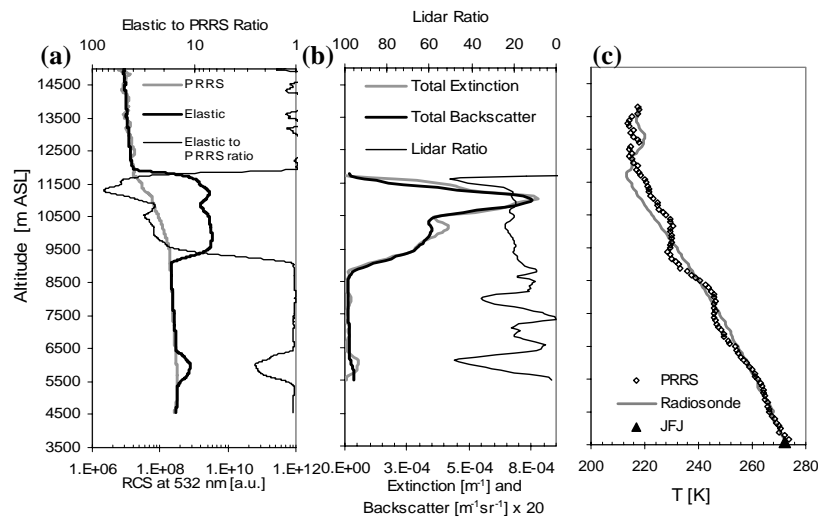 Elastic to PRRS Ratio
100 10 1
(a)
PRRS
Elastic
Elastic to
PRRS ratio
Altitude [m ASL]
14500
13500
12500
11500
10500
9500
8500
7500
6500
5500
4500
3500
1.E+06 1.E+08 1.E+10 1.E+12
RCS at 532 nm [a.u.]
Lidar Ratio
100 80 60 40 20 0
(b)
Total Extinction
Total Backscatter
Lidar Ratio
0.E+00 3.E-04 5.E-04 8.E-04
Extinction [m-1] and
Backscatter [m-1sr-1] x 20
(c)
PRRS
Radiosonde
JFJ
200 220 240 260 280
T [K]